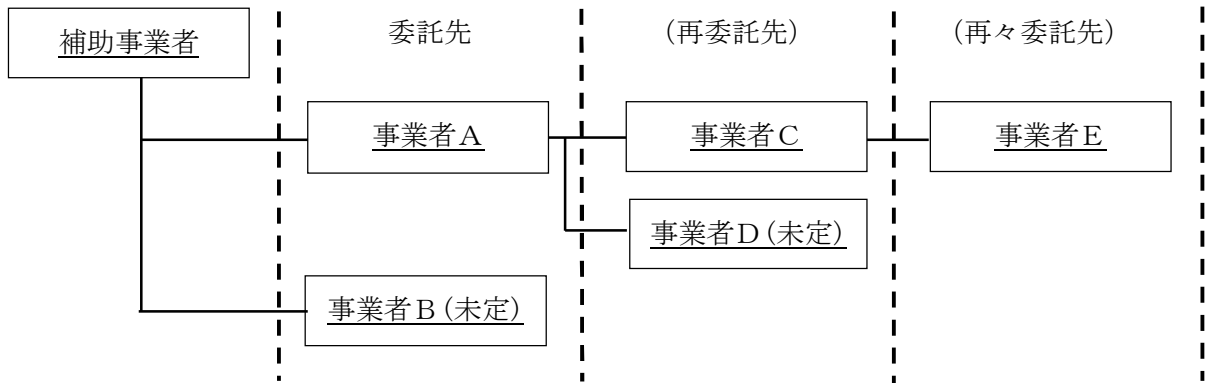 補助事業者
委託先
(再委託先)
(再々委託先)
事業者A
事業者C
事業者E
事業者D(未定)
事業者B(未定)